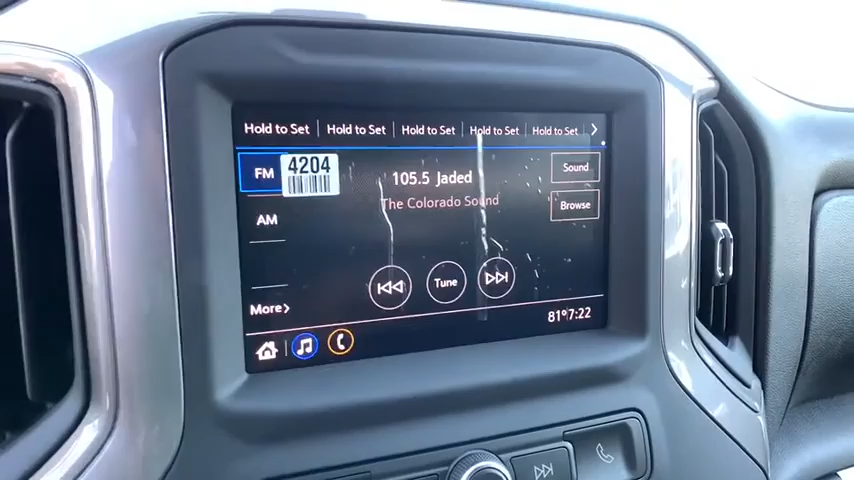 Hold to Set Hold to Set Hold to Set Hold to Set Hold to Set
FM 4204 105.5 Jaded Sound
The Colorado Sound Browse
AM
Tune
More
81° 7:22